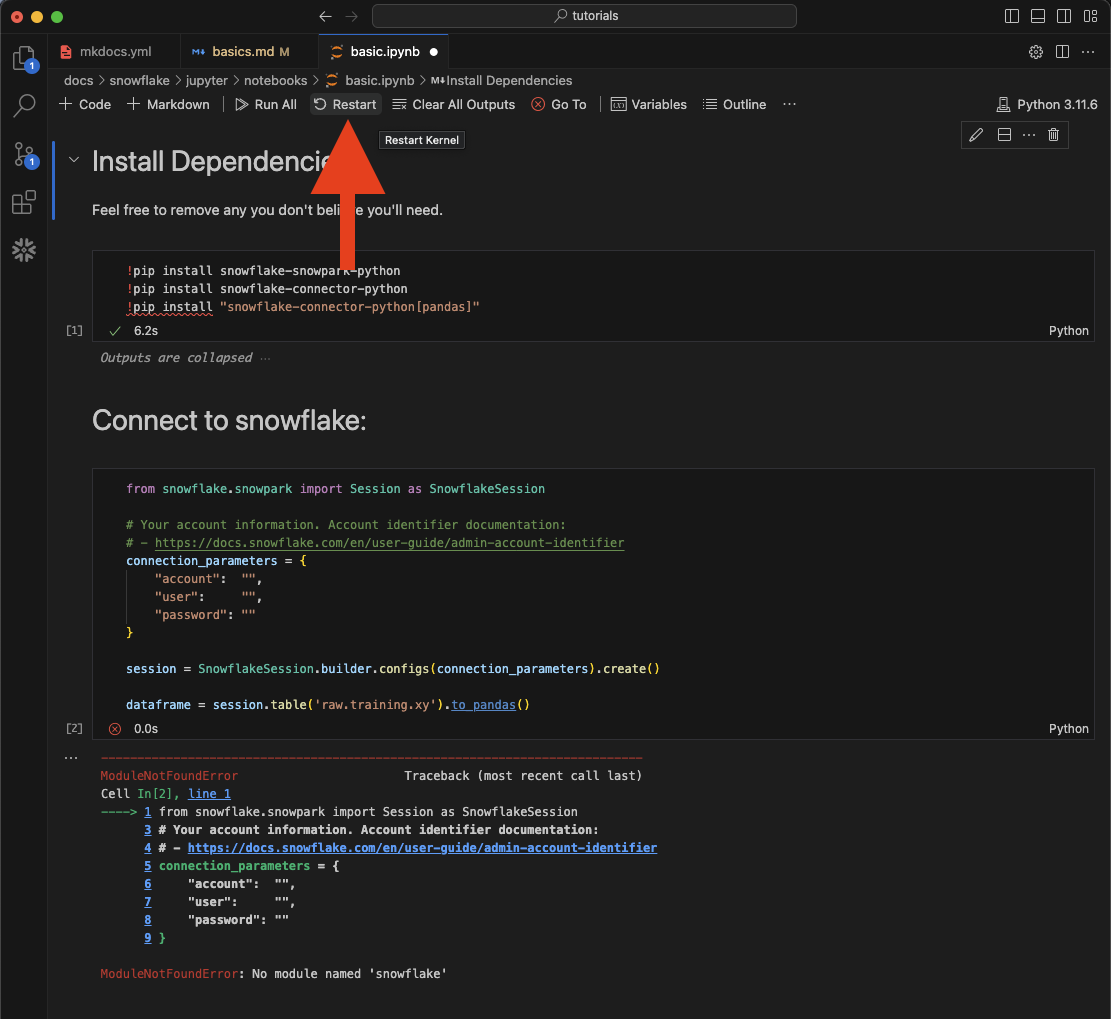 tutorials
mkdocs.yml
basics.md M
basic.ipynb
docs > snowflake > jupyter > notebooks > basic.ipynb > M↓Install Dependencies
+ Code + Markdown | Run All Restart Clear All Outputs Go To | Variables Outline ... Python 3.11.6
Restart Kernel
1
1
Install Dependencie
Feel free to remove any you don't beli e you'll need.
!pip install snowflake-snowpark-python
!pip install snowflake-connector-python
!pip install "snowflake-connector-python[pandas]"
[1] 6.2s Python
Outputs are collapsed ...
Connect to snowflake:
from snowflake.snowpark import Session as SnowflakeSession
# Your account information. Account identifier documentation:
# - https://docs.snowflake.com/en/user-guide/admin-account-identifier
connection_parameters = {
"account": "",
"user": "",
"password": ""
}
session = SnowflakeSession.builder.configs(connection_parameters).create()
dataframe = session.table('raw.training.xy').to_pandas()
[2] 0.0s Python
...
---------------------------------------------------------------------------
ModuleNotFoundError Traceback (most recent call last)
Cell In[2], line 1
----> 1 from snowflake.snowpark import Session as SnowflakeSession
3 # Your account information. Account identifier documentation:
4 # - https://docs.snowflake.com/en/user-guide/admin-account-identifier
5 connection_parameters = {
6 "account": "",
7 "user": "",
8 "password": ""
9 }
ModuleNotFoundError: No module named 'snowflake'